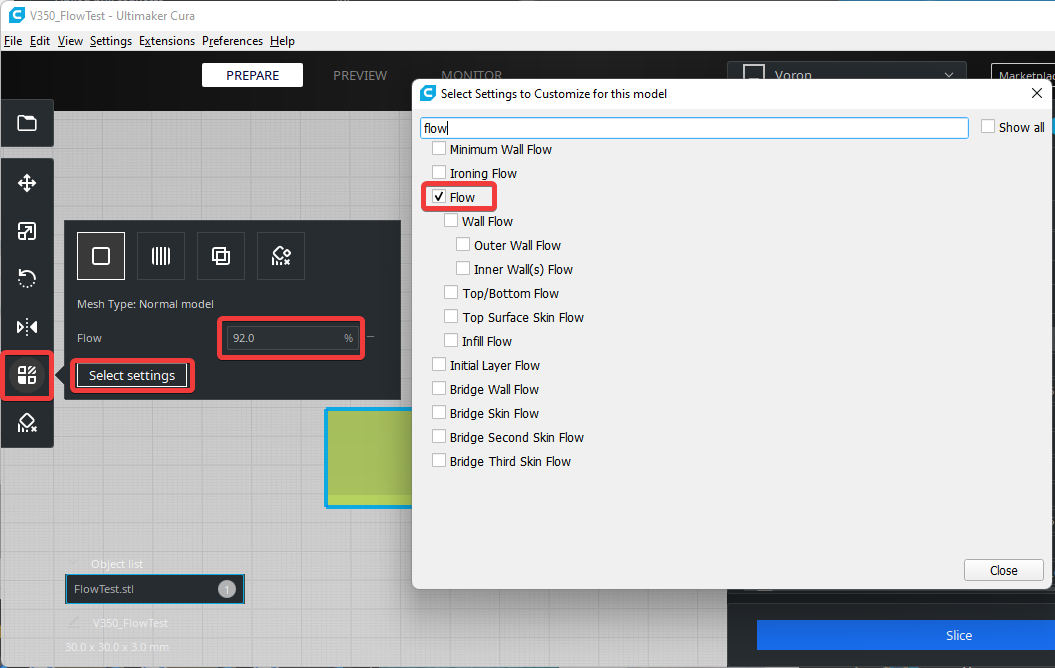 V350_FlowTest - Ultimaker Cura
File Edit View Settings Extensions Preferences Help
PREPARE PREVIEW MONITOR
Voron
Marketplac
Select Settings to Customize for this model
flow
Show all
Minimum Wall Flow
Ironing Flow
Flow
Wall Flow
Outer Wall Flow
Inner Wall(s) Flow
Top/Bottom Flow
Top Surface Skin Flow
Infill Flow
Initial Layer Flow
Bridge Wall Flow
Bridge Skin Flow
Bridge Second Skin Flow
Bridge Third Skin Flow
Close
Mesh Type: Normal model
Flow 92.0 %
Select settings
Object list
FlowTest.stl 1
V350_FlowTest
30.0 x 30.0 x 3.0 mm
Slice